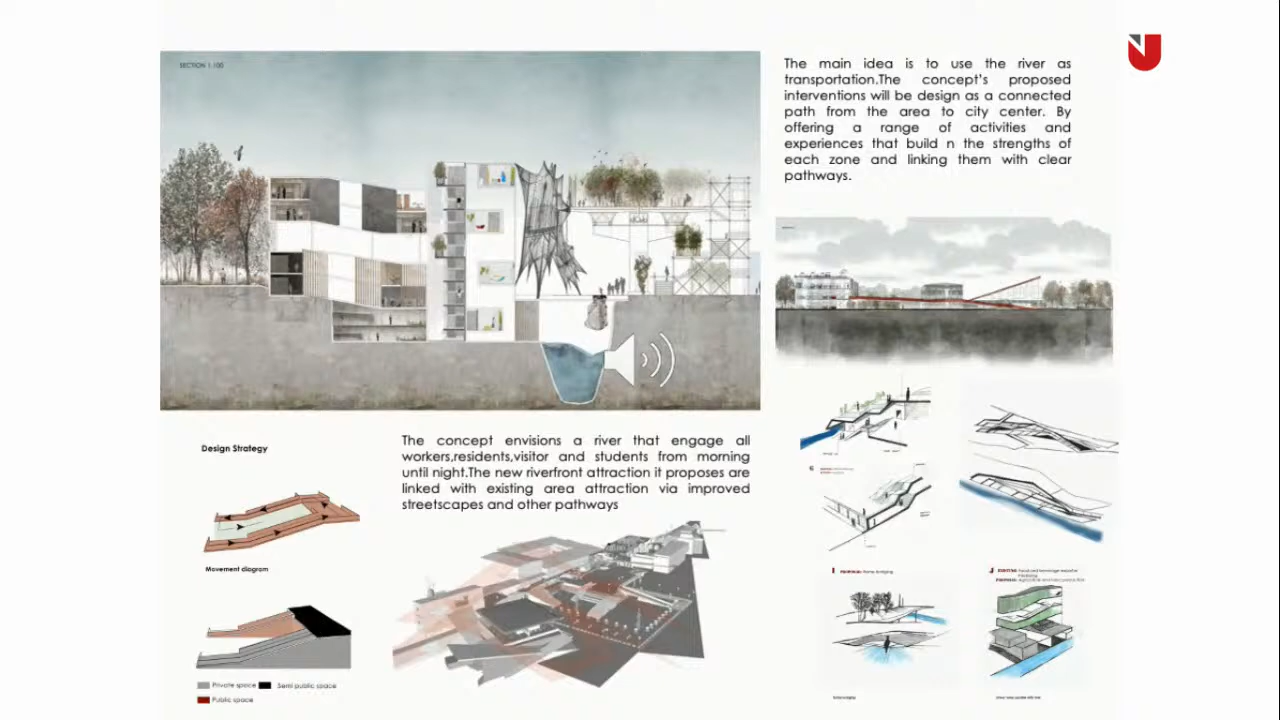 SECTION 1:100
The main idea is to use the river as
transportation.The concept's proposed
interventions will be design as a connected
path from the area to city center. By
offering a range of activities and
experiences that build n the strengths of
each zone and linking them with clear
pathways.
Design Strategy
Movement diagrom
Private space
Semi public space
Public space
The concept envisions a river that engage all
workers,residents,visitor and students from morning
until night.The new riverfront attraction it proposes are
linked with existing area attraction via improved
streetscapes and other pathways